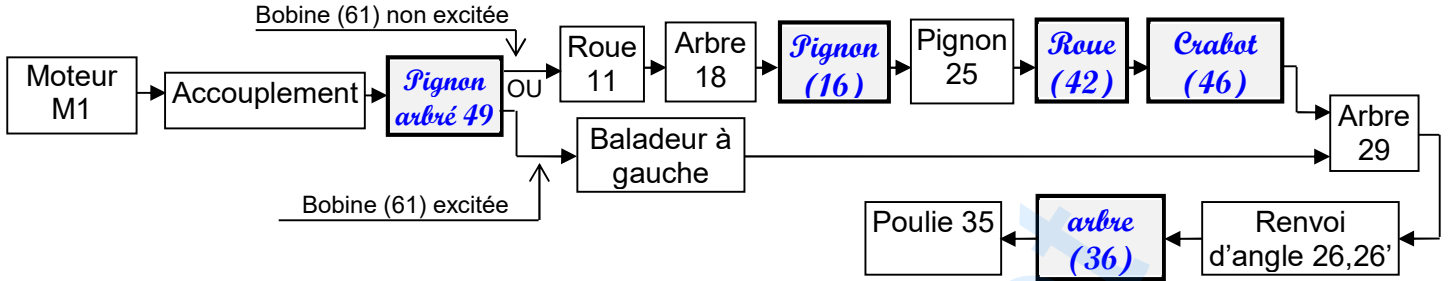 Bobine (61) non excitée
Moteur
M1
Accouplement
Pignon
arbré 49
OU
Roue
11
Arbre
18
Pignon
(16)
Pignon
25
Roue
(42)
Crabot
(46)
Baladeur à
gauche
Arbre
29
Bobine (61) excitée
Poulie 35
arbre
(36)
Renvoi
d'angle 26,26'